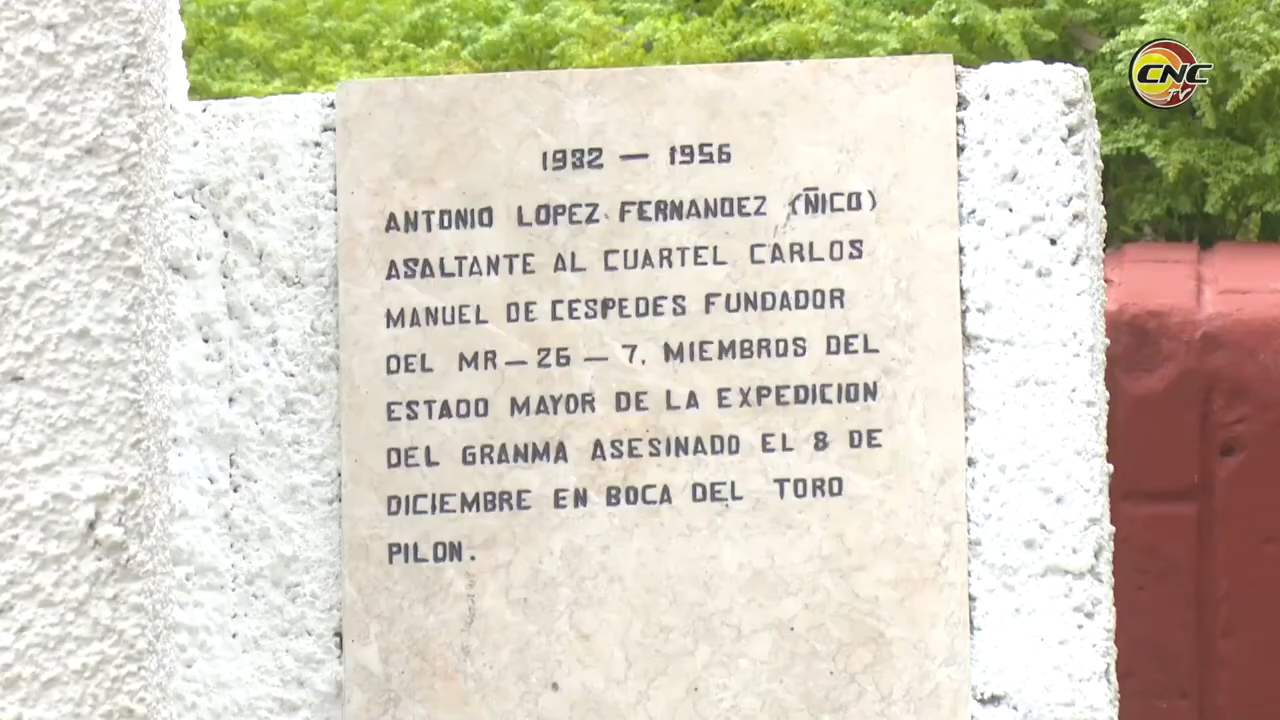 CNC
TV
1932 — 1956
ANTONIO LOPEZ FERNANDEZ (ÑICO)
ASALTANTE AL CUARTEL CARLOS
MANUEL DE CESPEDES FUNDADOR
DEL MR — 26 — 7. MIEMBROS DEL
ESTADO MAYOR DE LA EXPEDICION
DEL GRANMA ASESINADO EL 8 DE
DICIEMBRE EN BOCA DEL TORO
PILON.